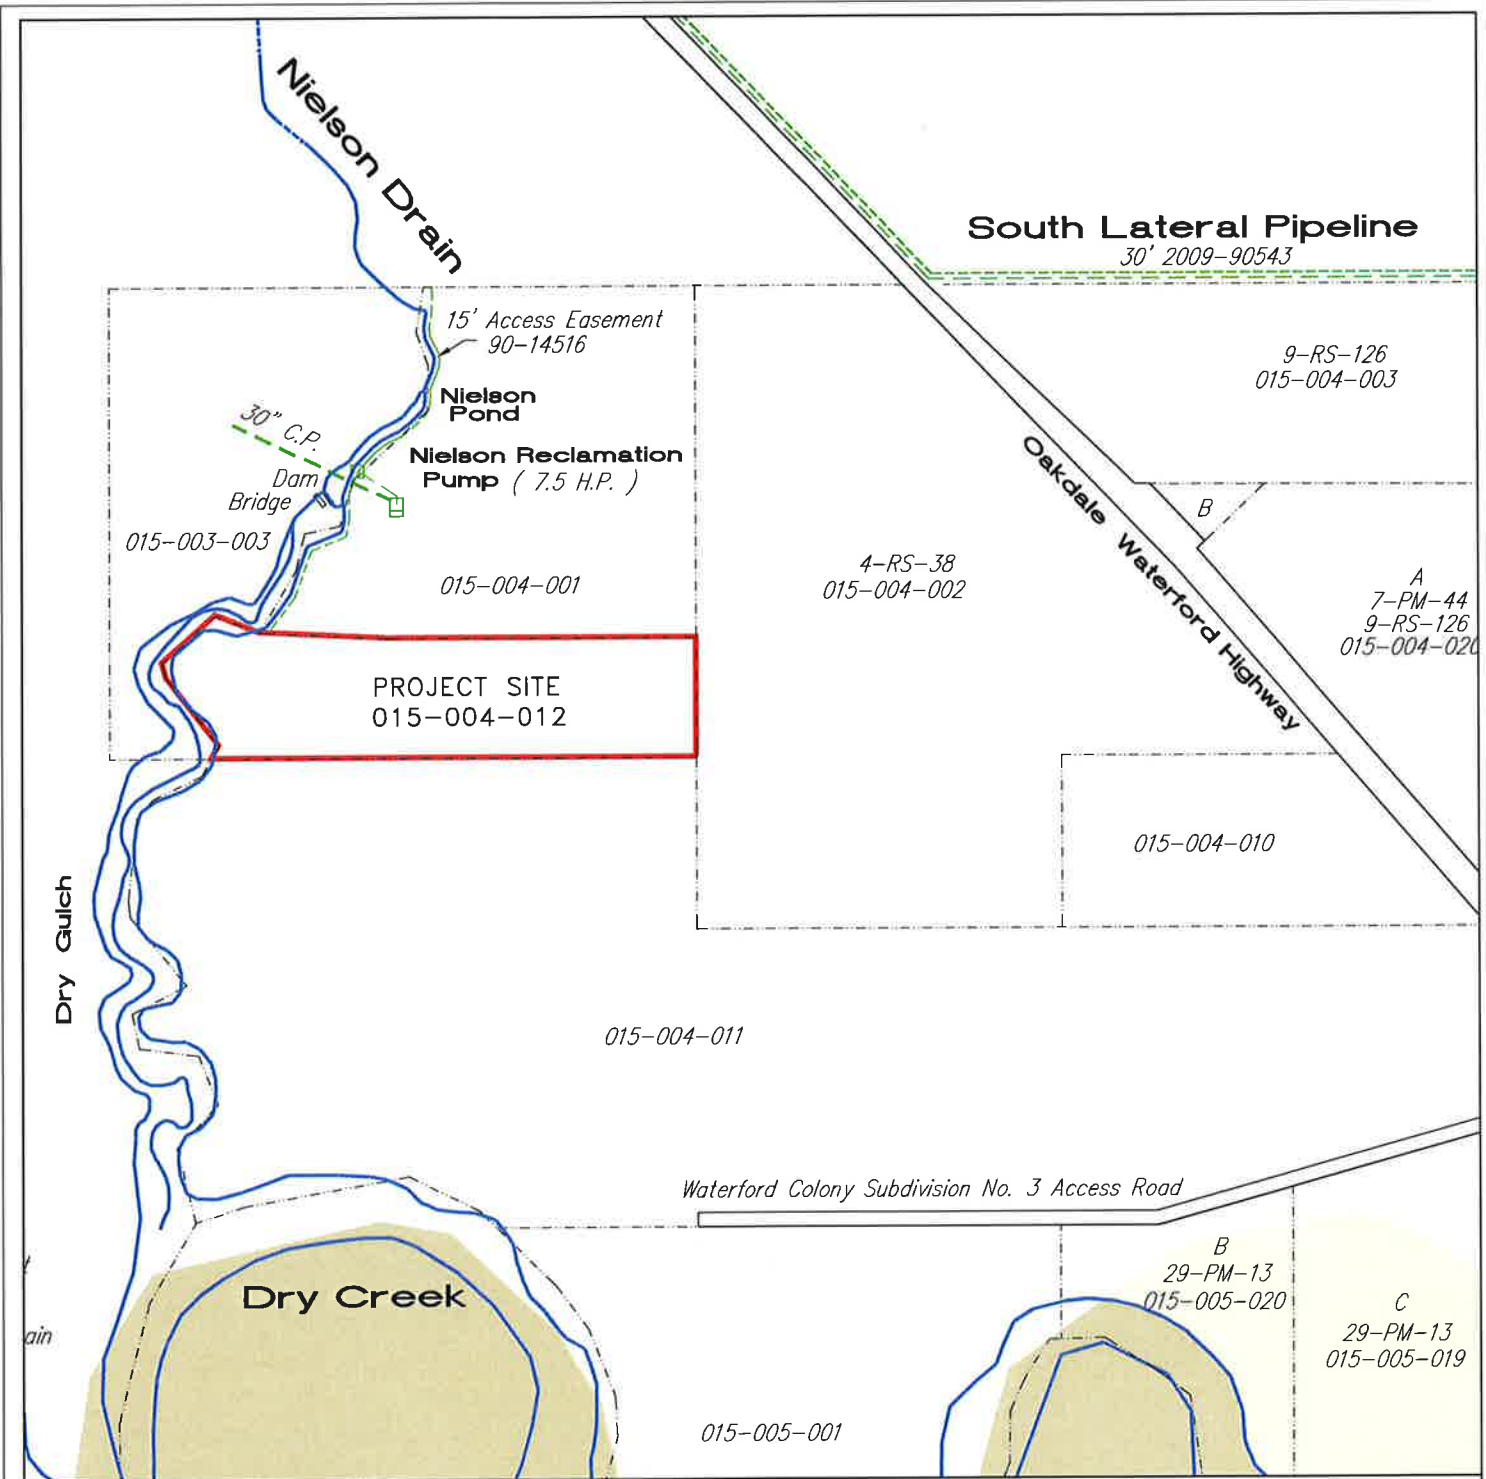 Nielson Drain
South Lateral Pipeline
30' 2009-90543
15' Access Easement
90-14516
9-RS-126
015-004-003
Nielson
Pond
30" C.P.
Nielson Reclamation
Pump ( 7.5 H.P. )
Dam
Bridge
Oakdale Waterford Highway
B
015-003-003
015-004-001
4-RS-38
015-004-002
A
7-PM-44
9-RS-126
015-004-020
PROJECT SITE
015-004-012
015-004-010
Dry Gulch
015-004-011
Waterford Colony Subdivision No. 3 Access Road
B
29-PM-13
015-005-020
Dry Creek
C
29-PM-13
015-005-019
ain
015-005-001